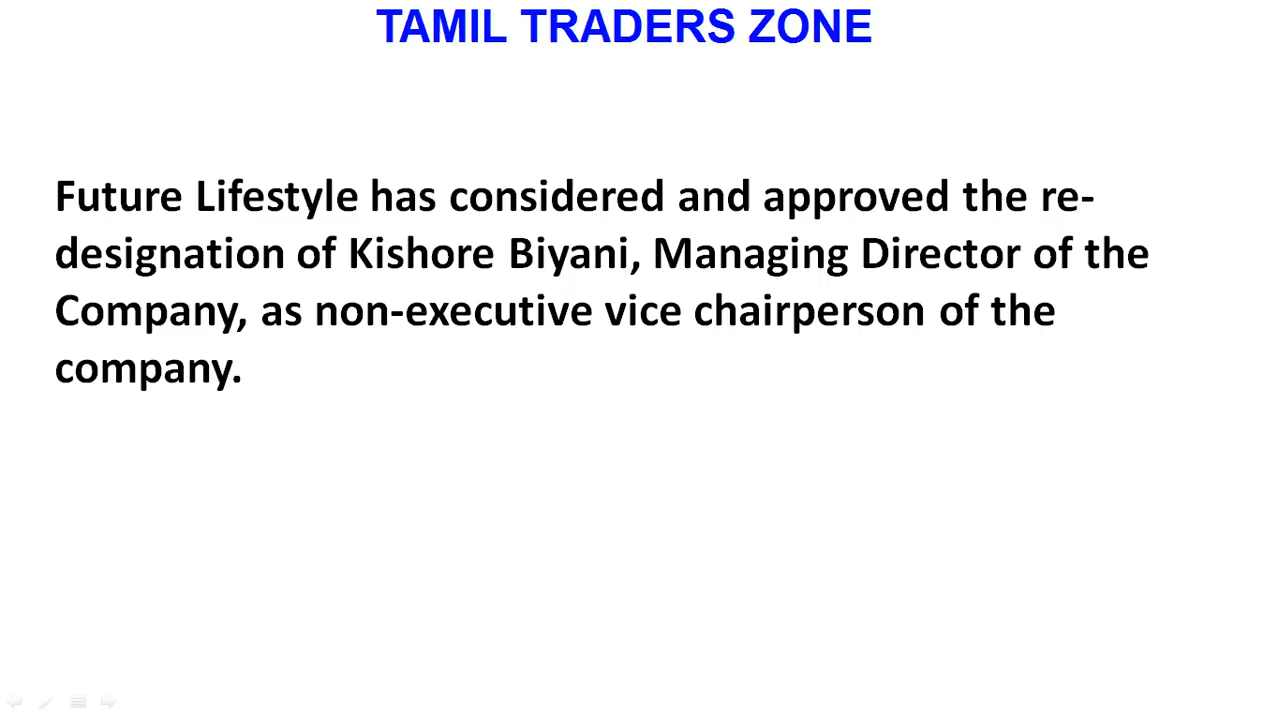 TAMIL TRADERS ZONE
Future Lifestyle has considered and approved the re-
designation of Kishore Biyani, Managing Director of the
Company, as non-executive vice chairperson of the
company.